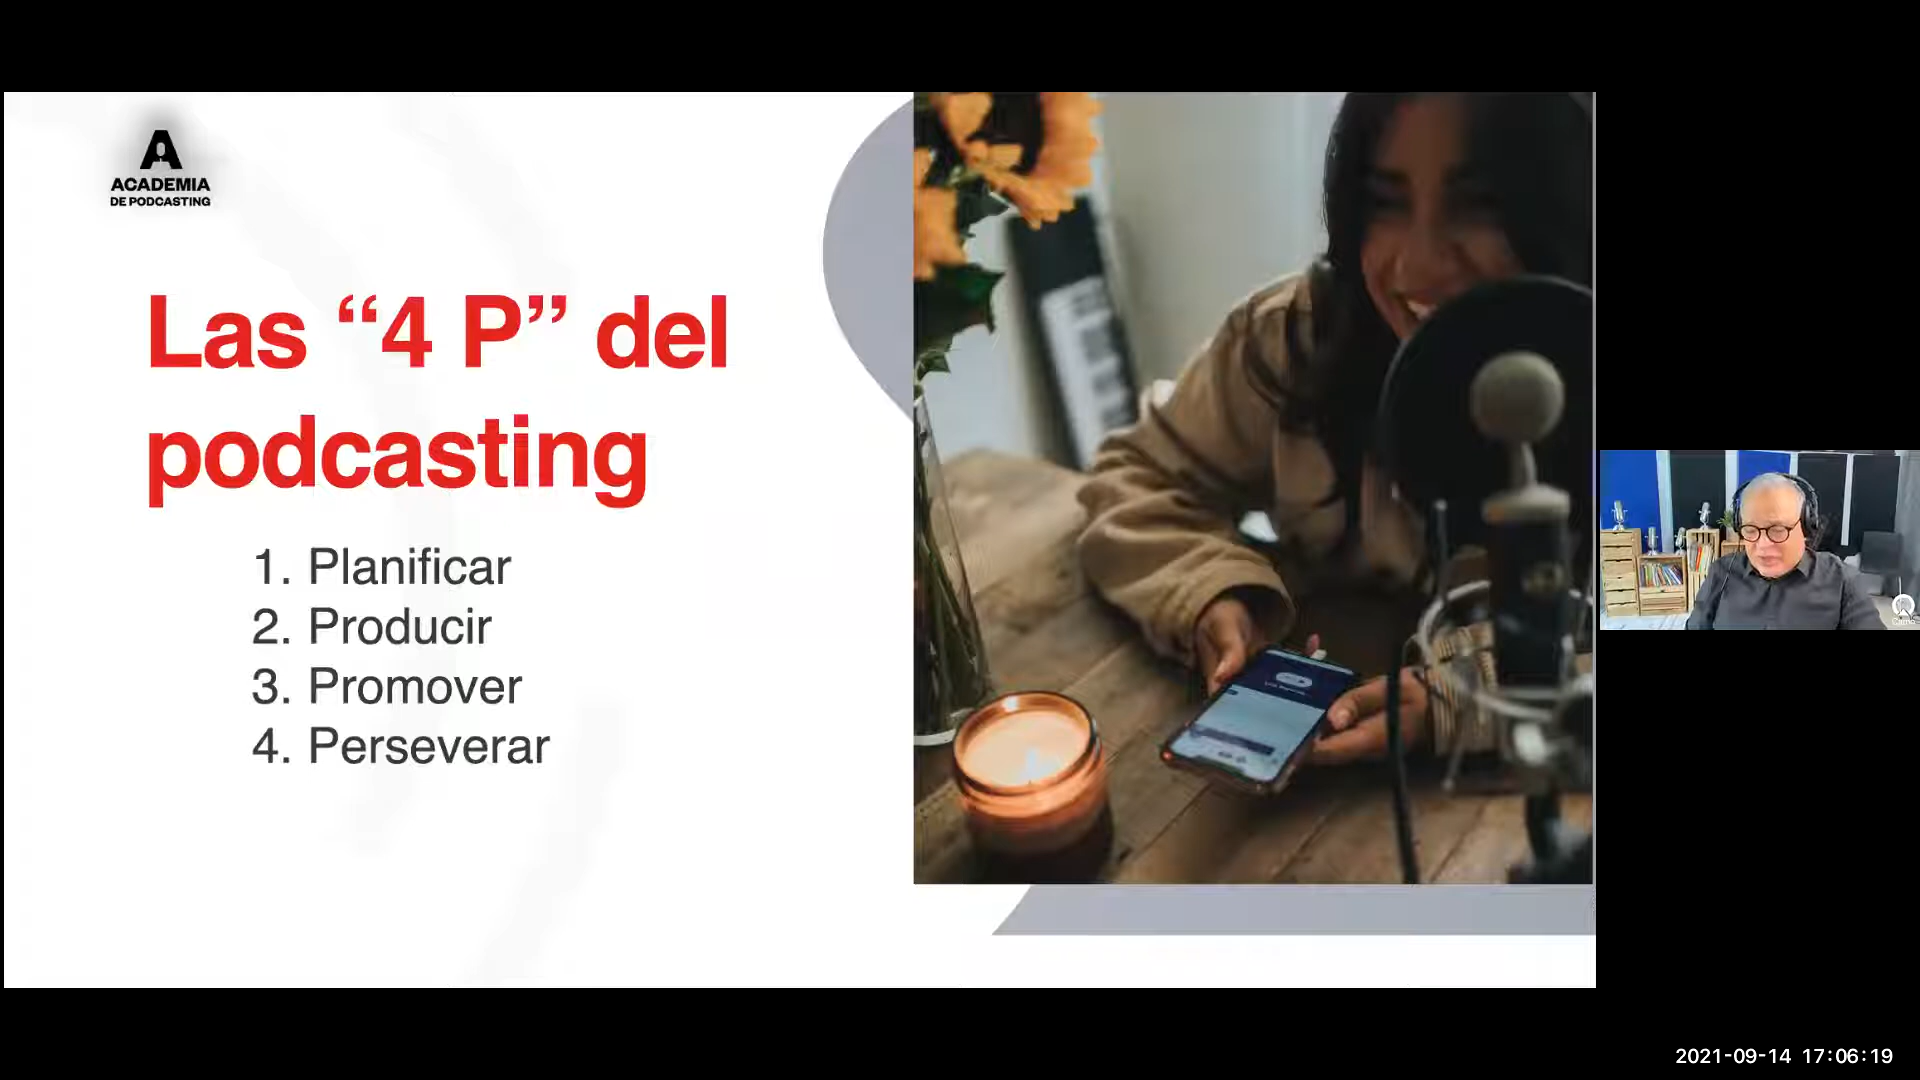 A
ACADEMIA
DE PODCASTING
Las “4 P” del
podcasting
1. Planificar
2. Producir
3. Promover
4. Perseverar
Camo
2021-09-14 17:06:19